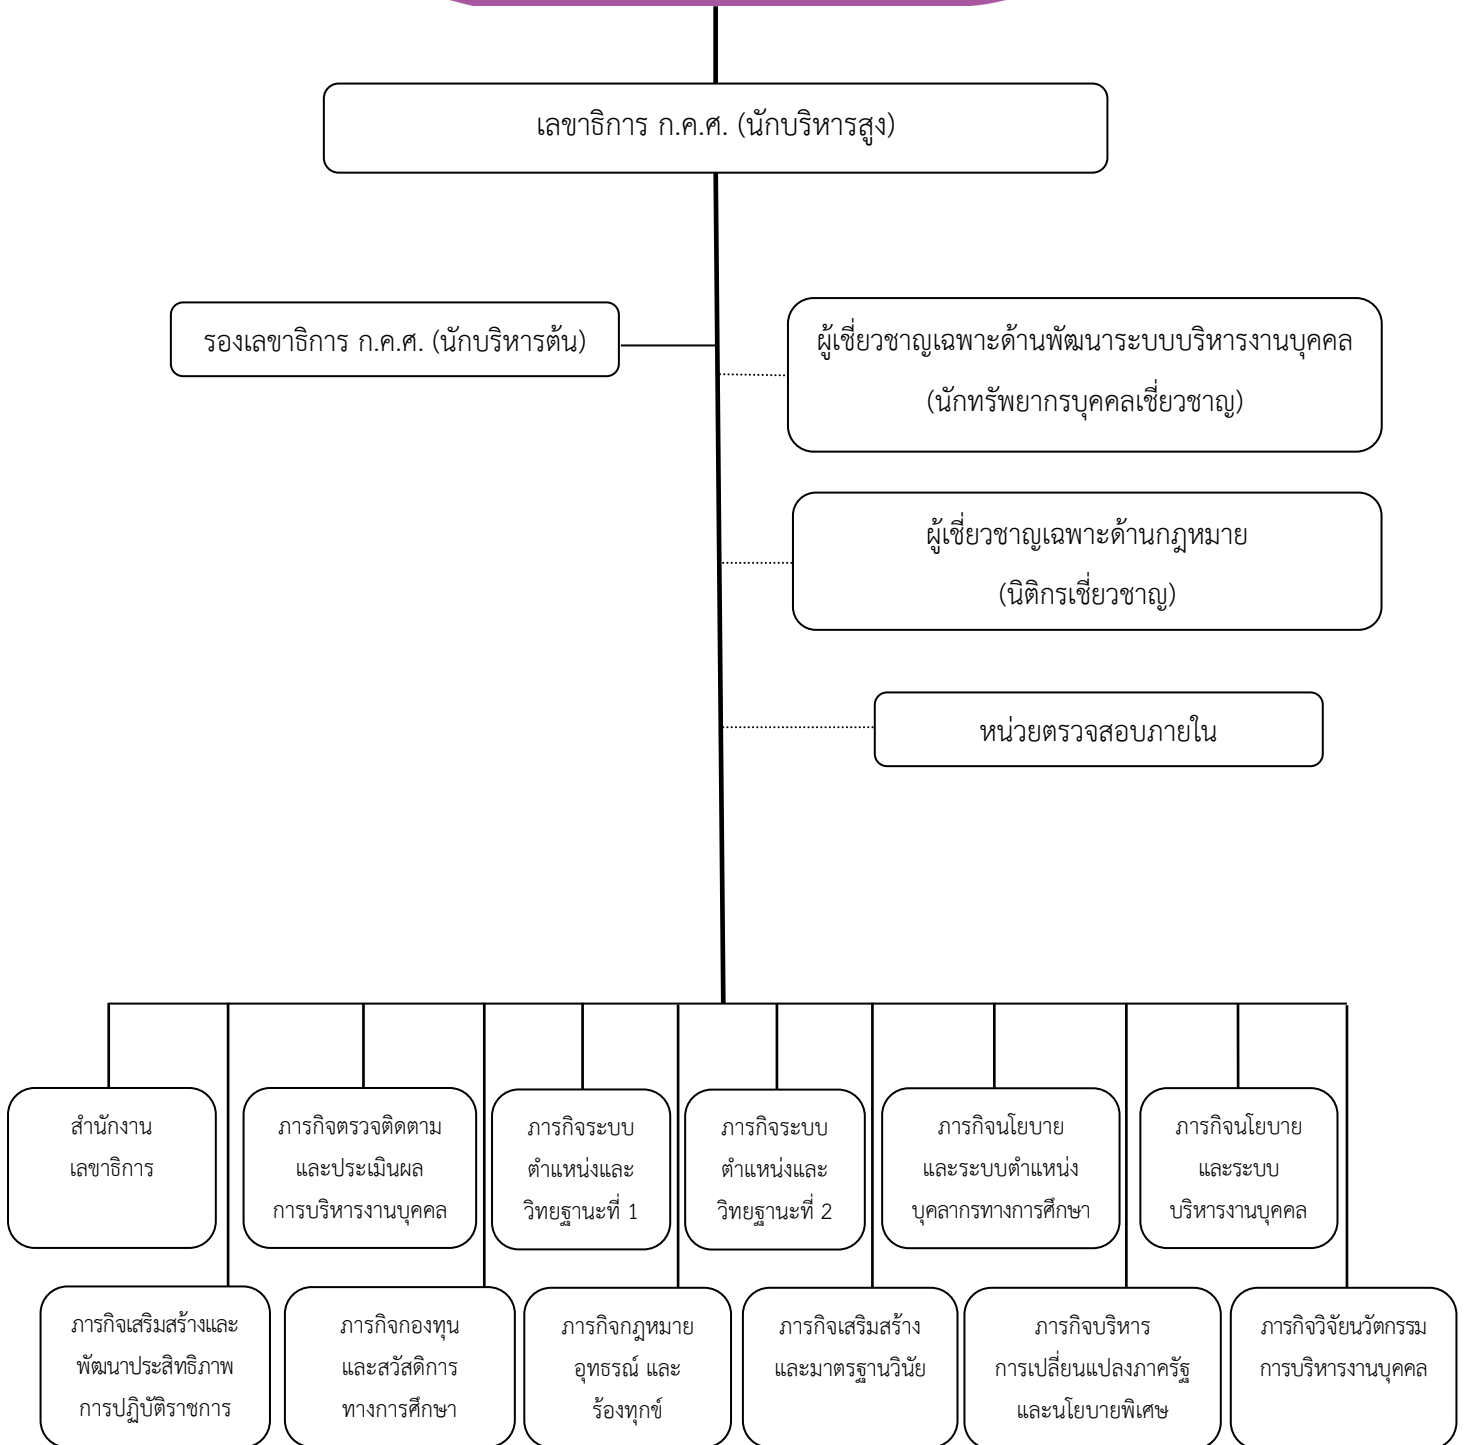 เลขาธิการ ก.ค.ศ. (นักบริหารสูง)
รองเลขาธิการ ก.ค.ศ. (นักบริหารต้น)
ผู้เชี่ยวชาญเฉพาะด้านพัฒนาระบบบริหารงานบุคคล
(นักทรัพยากรบุคคลเชี่ยวชาญ)
ผู้เชี่ยวชาญเฉพาะด้านกฎหมาย
(นิติกรเชี่ยวชาญ)
หน่วยตรวจสอบภายใน
สำนักงาน
เลขาธิการ
ภารกิจตรวจติดตาม
และประเมินผล
การบริหารงานบุคคล
ภารกิจระบบ
ตำแหน่งและ
วิทยฐานะที่ 1
ภารกิจระบบ
ตำแหน่งและ
วิทยฐานะที่ 2
ภารกิจนโยบาย
และระบบตำแหน่ง
บุคลากรทางการศึกษา
ภารกิจนโยบาย
และระบบ
บริหารงานบุคคล
ภารกิจเสริมสร้างและ
พัฒนาประสิทธิภาพ
การปฏิบัติราชการ
ภารกิจกองทุน
และสวัสดิการ
ทางการศึกษา
ภารกิจกฎหมาย
อุทธรณ์ และ
ร้องทุกข์
ภารกิจเสริมสร้าง
และมาตรฐานวินัย
ภารกิจบริหาร
การเปลี่ยนแปลงภาครัฐ
และนโยบายพิเศษ
ภารกิจวิจัยนวัตกรรม
การบริหารงานบุคคล